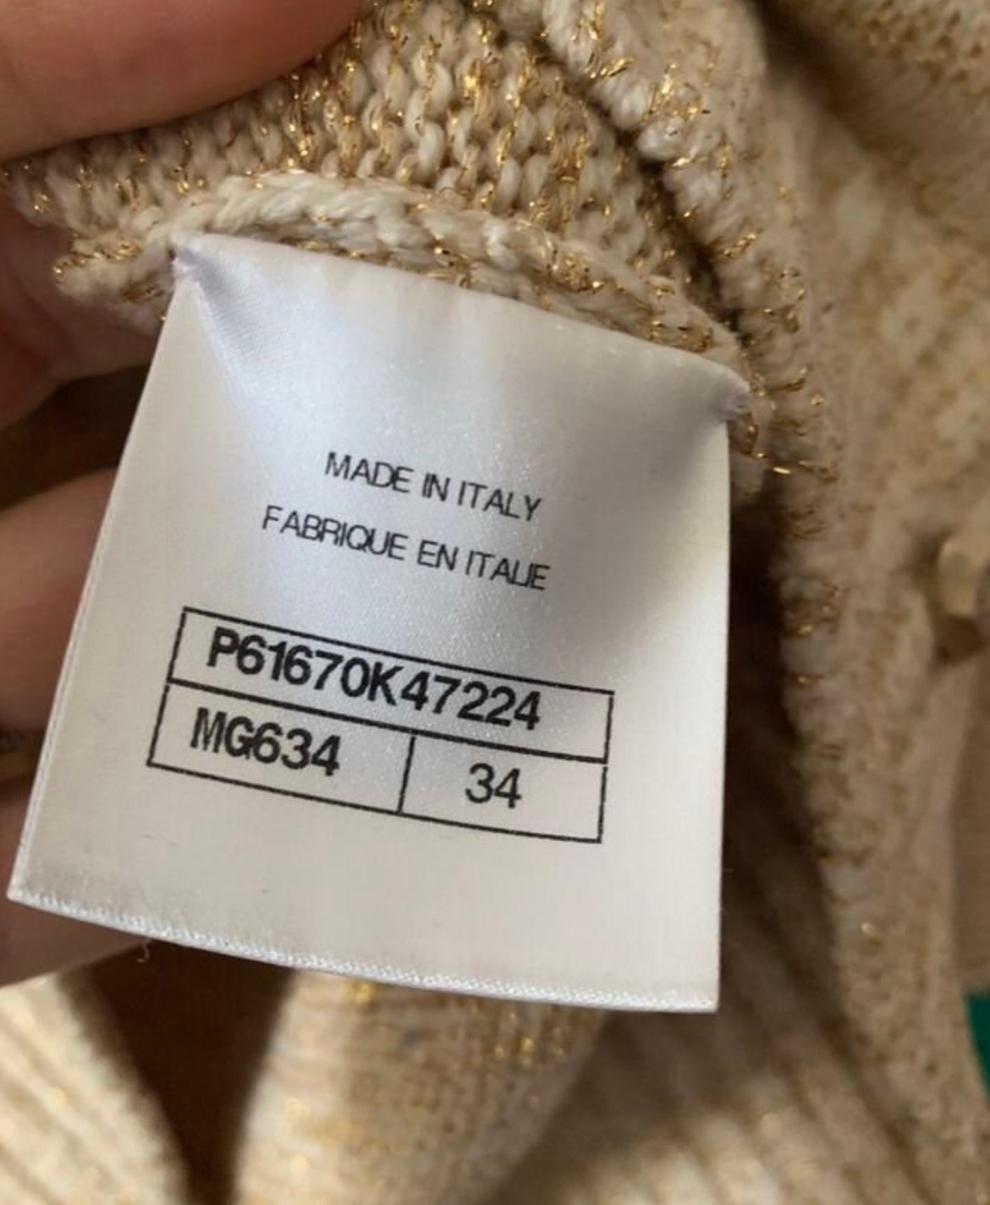 MADE IN ITALY
FABRIQUE EN ITALIE
P61670K47224
MG634 34